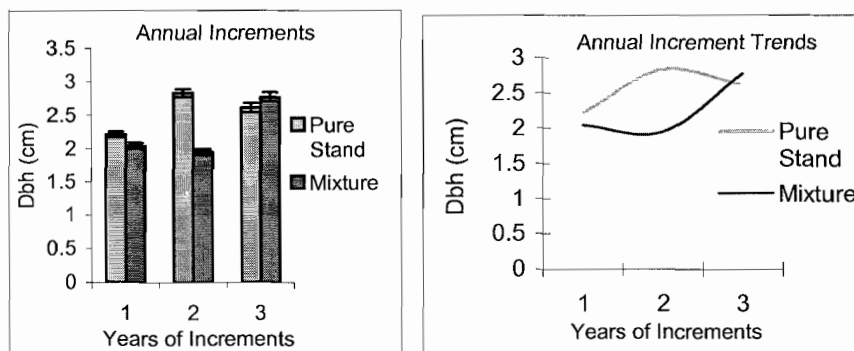 Annual Increments
3.5
3
2.5
2
1.5
1
0.5
0
Dbh (cm)
1 2 3
Years of Increments
Pure
Stand
Mixture
Annual Increment Trends
3
2.5
2
1.5
1
0.5
0
Dbh (cm)
1 2 3
Years of Increments
Pure
Stand
Mixture